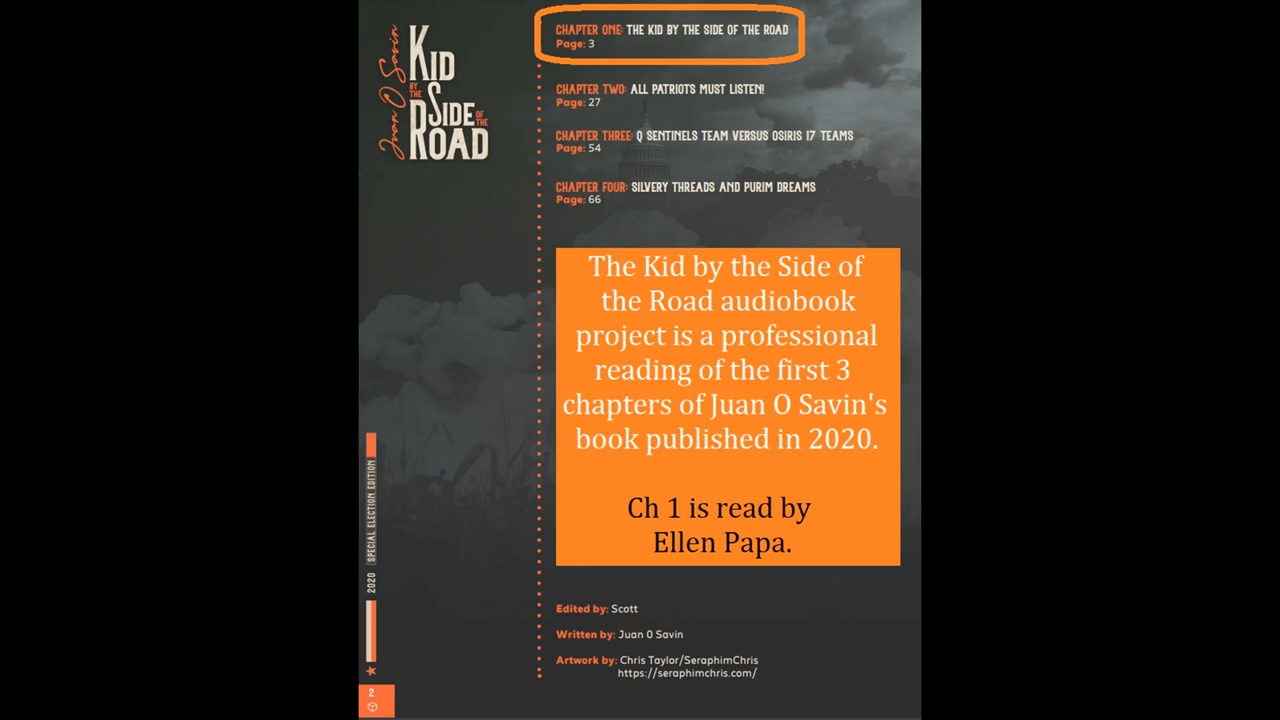 Juan O Savin
KID
BY THE
SIDE OF THE
ROAD
CHAPTER ONE: THE KID BY THE SIDE OF THE ROAD
Page: 3
CHAPTER TWO: ALL PATRIOTS MUST LISTEN!
Page: 27
CHAPTER THREE: Q SENTINELS TEAM VERSUS OSIRIS 17 TEAMS
Page: 54
CHAPTER FOUR: SILVERY THREADS AND PURIM DREAMS
Page: 66
The Kid by the Side of
the Road audiobook
project is a professional
reading of the first 3
chapters of Juan O Savin's
book published in 2020.
Ch 1 is read by
Ellen Papa.
Edited by: Scott
Written by: Juan O Savin
Artwork by: Chris Taylor/SeraphimChris
https://seraphimchris.com/
2020 SPECIAL ELECTION EDITION
2